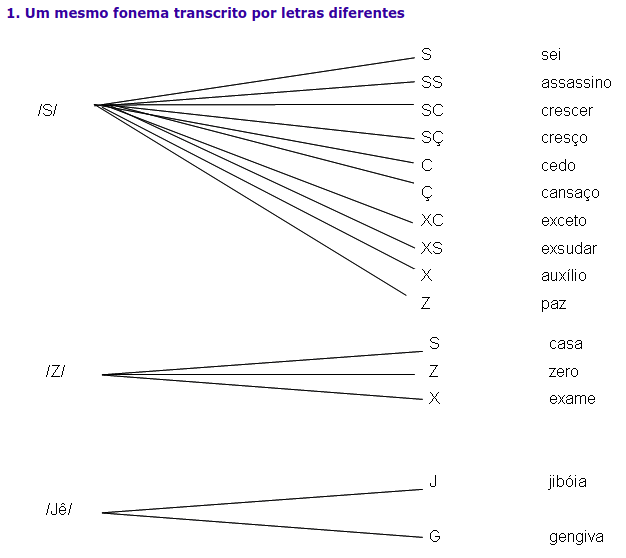 1. Um mesmo fonema transcrito por letras diferentes
S sei
SS assassino
/S/ SC crescer
SÇ cresço
C cedo
Ç cansaço
XC exceto
XS exsudar
X auxílio
Z paz
S casa
/Z/ Z zero
X exame
J jibóia
/Jê/
G gengiva